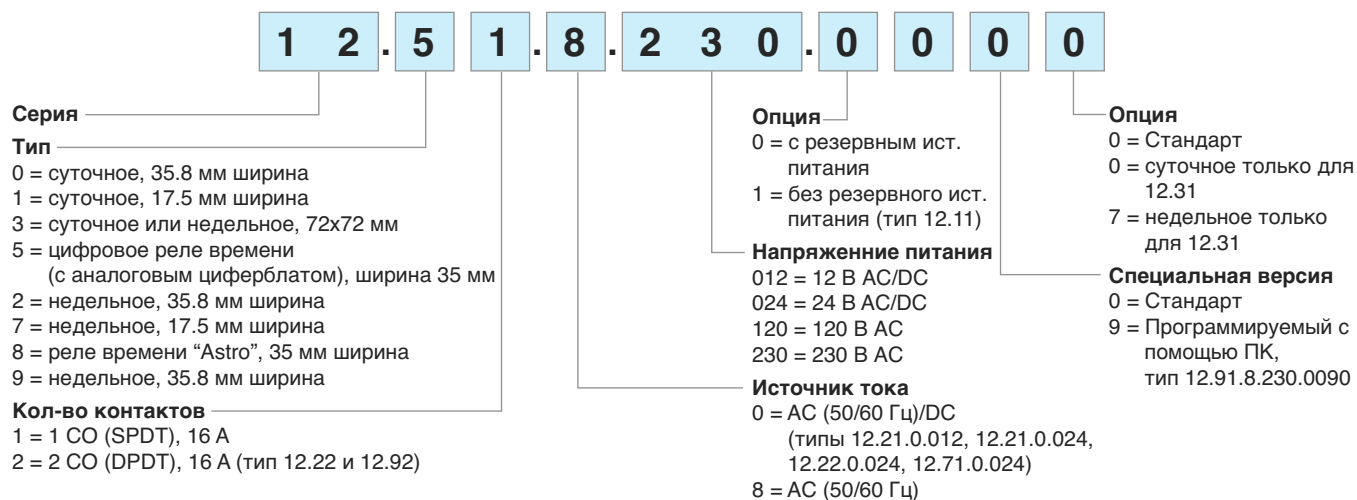 1 2 . 5 1 . 8 . 2 3 0 . 0 0 0 0
Серия
Тип
0 = суточное, 35.8 мм ширина
1 = суточное, 17.5 мм ширина
3 = суточное или недельное, 72x72 мм
5 = цифровое реле времени
(с аналоговым циферблатом), ширина 35 мм
2 = недельное, 35.8 мм ширина
7 = недельное, 17.5 мм ширина
8 = реле времени “Astro”, 35 мм ширина
9 = недельное, 35.8 мм ширина
Кол-во контактов
1 = 1 CO (SPDT), 16 A
2 = 2 CO (DPDT), 16 A (тип 12.22 и 12.92)
Опция
0 = с резервным ист.
питания
1 = без резервного ист.
питания (тип 12.11)
Напряженние питания
012 = 12 В AC/DC
024 = 24 В AC/DC
120 = 120 В AC
230 = 230 В AC
Источник тока
0 = AC (50/60 Гц)/DC
(типы 12.21.0.012, 12.21.0.024,
12.22.0.024, 12.71.0.024)
8 = AC (50/60 Гц)
Опция
0 = Стандарт
0 = суточное только для
12.31
7 = недельное только
для 12.31
Специальная версия
0 = Стандарт
9 = Программируемый с
помощью ПК,
тип 12.91.8.230.0090